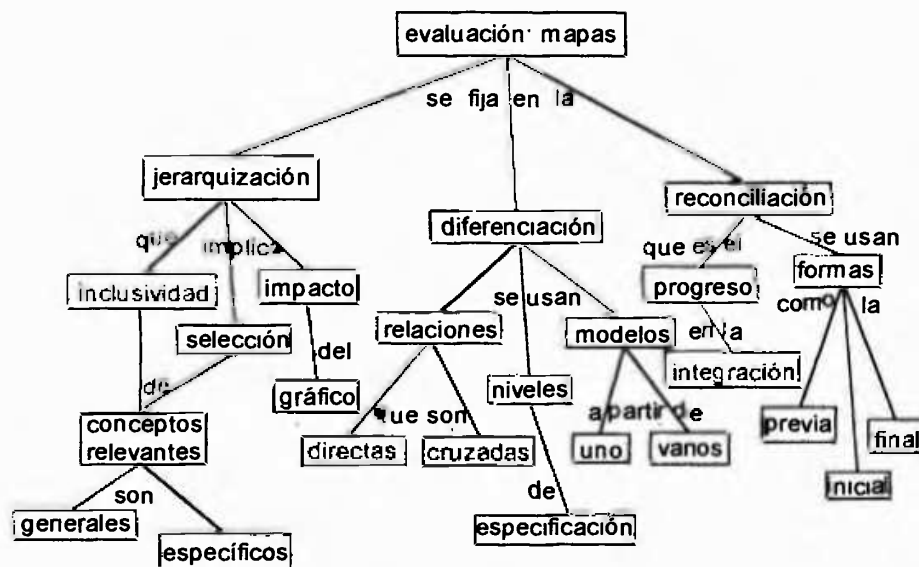 evaluación: mapas
se fija en la
jerarquización
reconciliación
diferenciación
que implica
que es el
se usan
inclusividad
impacto
progreso
formas
se usan
como la
relaciones
modelos
selección
en la
del
integración
de
gráfico
niveles
conceptos
relevantes
que son
a partir de
previa
final
directas
cruzadas
uno
vanos
inicial
son
de
generales
especificación
específicos